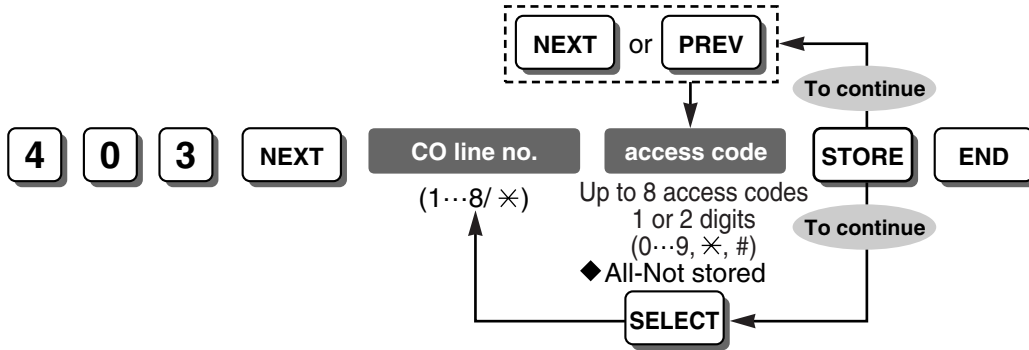 NEXT or PREV
To continue
4 0 3 NEXT CO line no. access code STORE END
(1···8/ ✳)
Up to 8 access codes
1 or 2 digits
(0···9, ✳, #)
◆ All-Not stored
To continue
SELECT